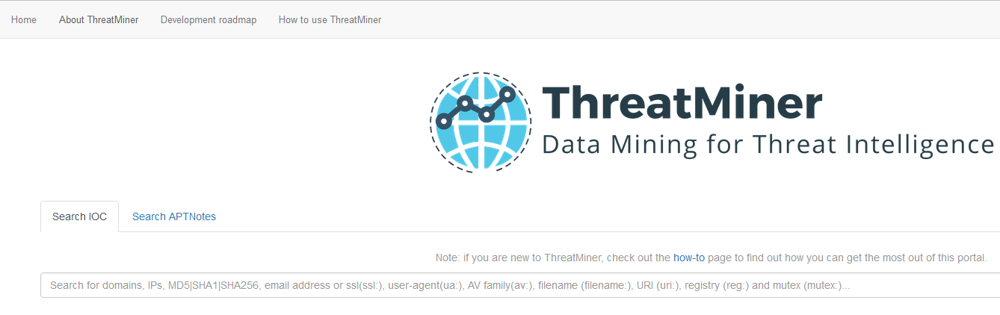 Home About ThreatMiner Development roadmap How to use ThreatMiner
ThreatMiner
Data Mining for Threat Intelligence
Search IOC Search APTNotes
Note: if you are new to ThreatMiner, check out the how-to page to find out how you can get the most out of this portal.
Search for domains, IPs, MD5|SHA1|SHA256, email address or ssl(ssl:), user-agent(ua:), AV family(av:), filename (filename:), URI (uri:), registry (reg:) and mutex (mutex:)...